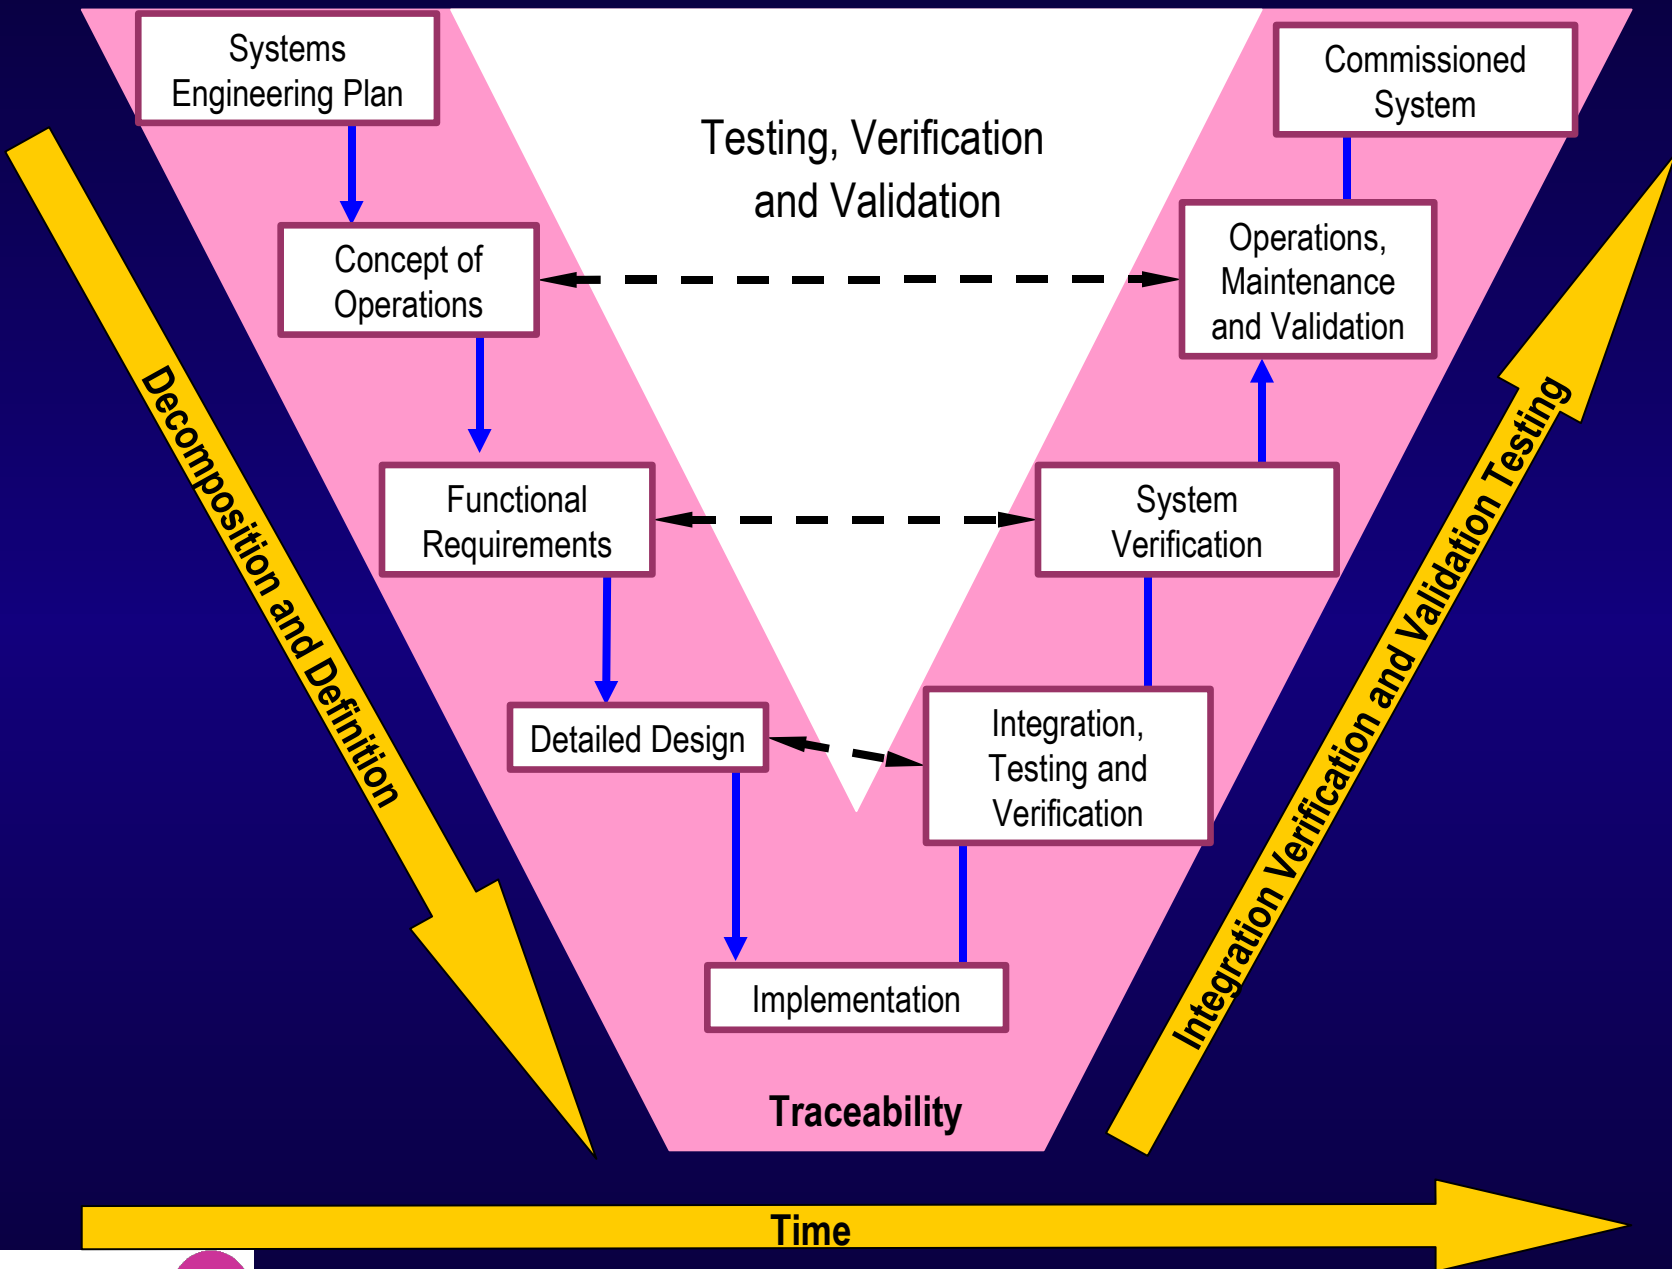 Systems
Engineering Plan
Commissioned
System
Testing, Verification
and Validation
Concept of
Operations
Operations,
Maintenance
and Validation
Decomposition and Definition
Integration Verification and Validation Testing
Functional
Requirements
System
Verification
Detailed Design
Integration,
Testing and
Verification
Implementation
Traceability
Time